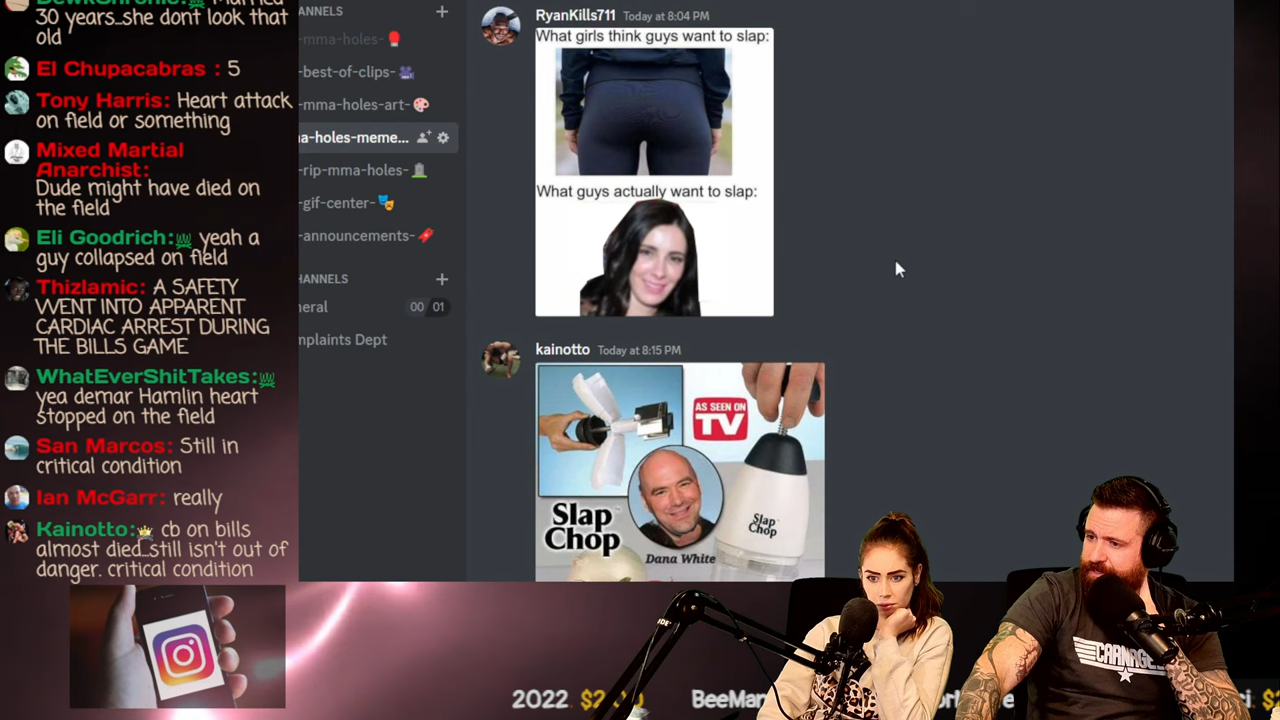 DewkChronic: Married
30 years..she dont look that
old
El Chupacabras : 5
Tony Harris: Heart attack
on field or something
Mixed Martial
Anarchist:
Dude might have died on
the field
Eli Goodrich: yeah a
guy collapsed on field
Thizlamic: A SAFETY
WENT INTO APPARENT
CARDIAC ARREST DURING
THE BILLS GAME
WhatEverShitTakes:
yea demar Hamlin heart
stopped on the field
San Marcos: Still in
critical condition
Ian McGarr: really
Kainotto: cb on bills
almost died...still isn't out of
danger. critical condition
ANNELS
mma-holes-
-best-of-clips-
-mma-holes-art-
na-holes-meme...
-rip-mma-holes-
-gif-center-
-announcements-
HANNELS
neral 00 01
mplaints Dept
RyanKills711 Today at 8:04 PM
What girls think guys want to slap:
What guys actually want to slap:
kainotto Today at 8:15 PM
AS SEEN ON
TV
Slap
Chop
Slap
Chop
Dana White
CARNAGE
2022
BeeMan